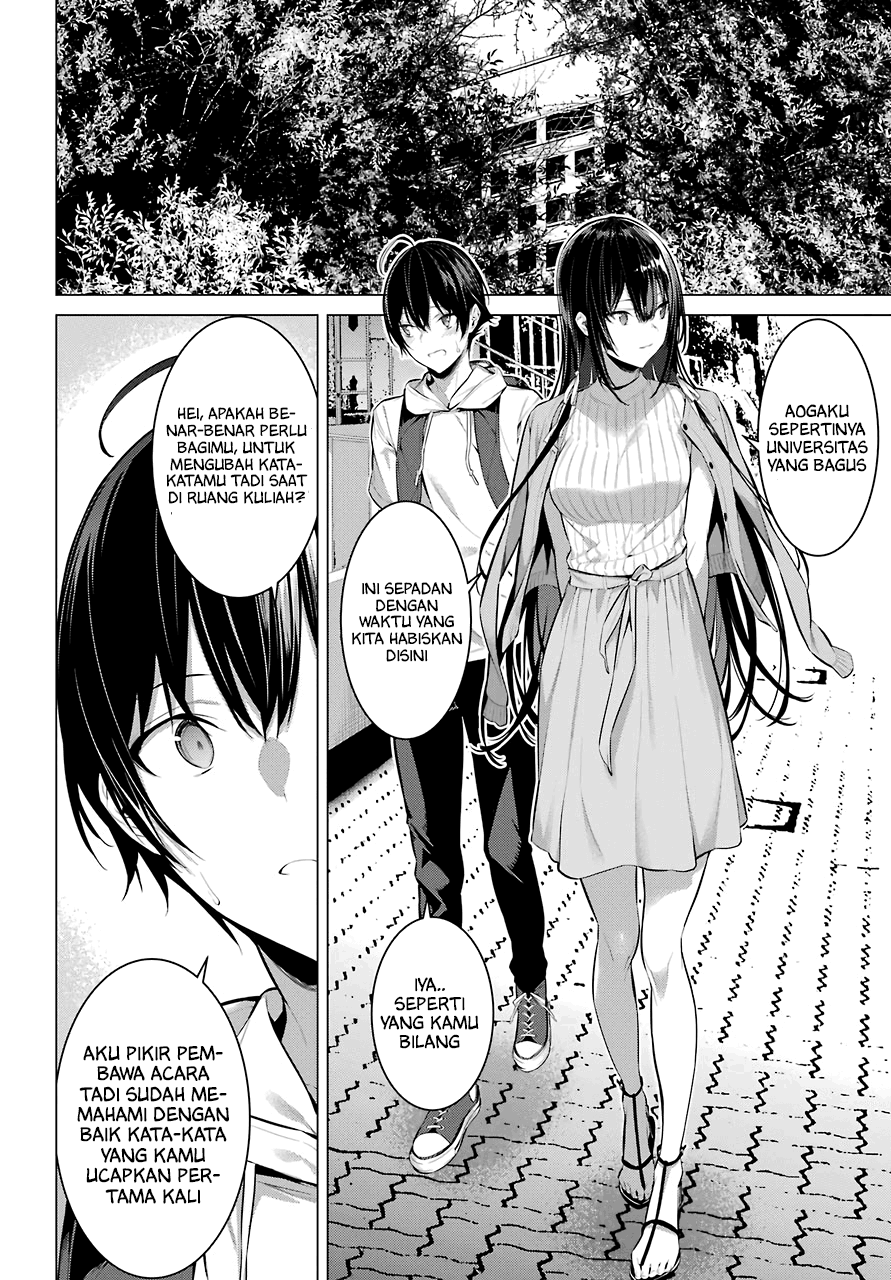 AOGAKU
SEPERTINYA
UNIVERSITAS
YANG BAGUS
INI SEPADAN
DENGAN
WAKTU YANG
KITA HABISKAN
DISINI
IYA..
SEPERTI
YANG KAMU
BILANG
HEI, APAKAH BE-
NAR-BENAR PERLU
BAGIMU, UNTUK
MENGUBAH KATA-
KATAMU TADI SAAT
DI RUANG KULIAH?
AKU PIKIR PEM-
BAWA ACARA
TADI SUDAH ME-
MAHAMI DENGAN
BAIK KATA-KATA
YANG KAMU
UCAPKAN PER-
TAMA KALI